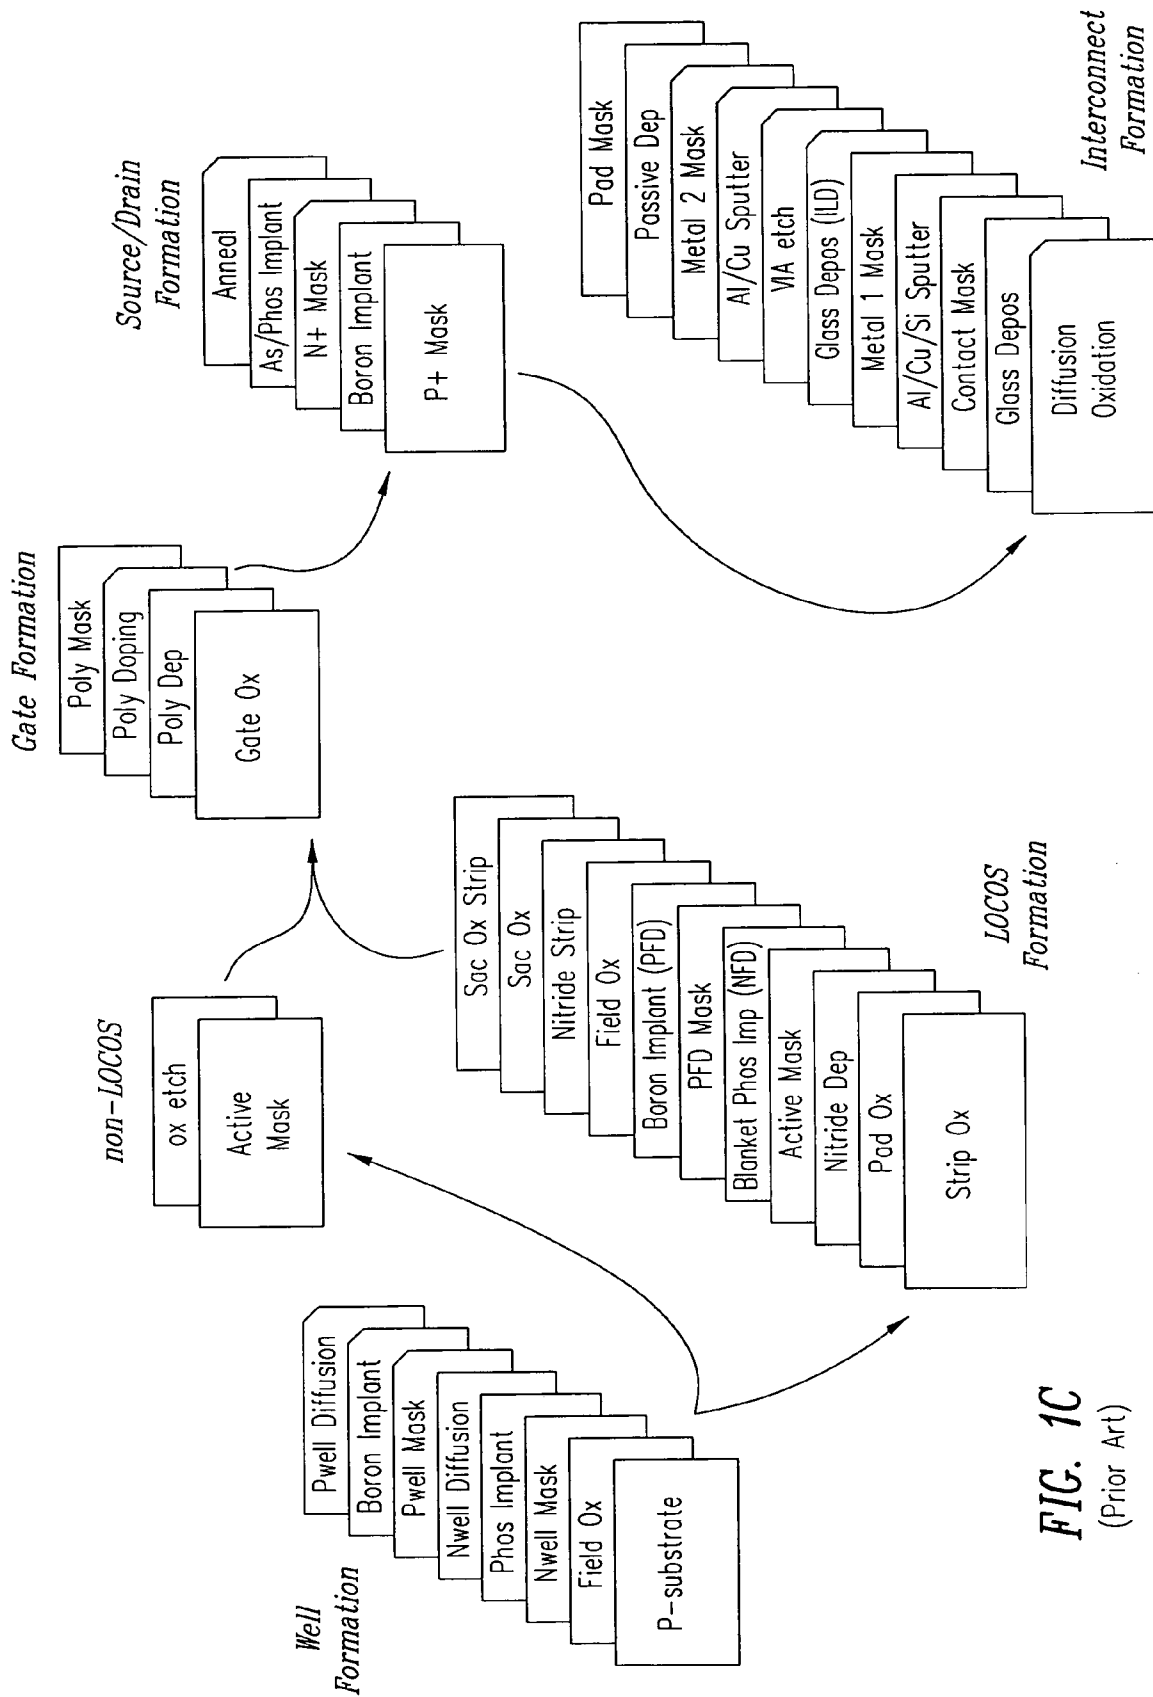 Well
Formation
Pwell Diffusion
Boron Implant
Pwell Mask
Nwell Diffusion
Phos Implant
Nwell Mask
Field Ox
P-substrate
non-LOCOS
ox etch
Active
Mask
Sac Ox Strip
Sac Ox
Nitride Strip
Field Ox
Boron Implant (PFD)
PFD Mask
Blanket Phos Imp (NFD)
Active Mask
Nitride Dep
Pad Ox
Strip Ox
LOCOS
Formation
Gate Formation
Poly Mask
Poly Doping
Poly Dep
Gate Ox
Source/Drain
Formation
Anneal
As/Phos Implant
N+ Mask
Boron Implant
P+ Mask
Pad Mask
Passive Dep
Metal 2 Mask
Al/Cu Sputter
VIA etch
Glass Depos (ILD)
Metal 1 Mask
Al/Cu/Si Sputter
Contact Mask
Glass Depos
Diffusion
Oxidation
Interconnect
Formation
FIG. 1C
(Prior Art)